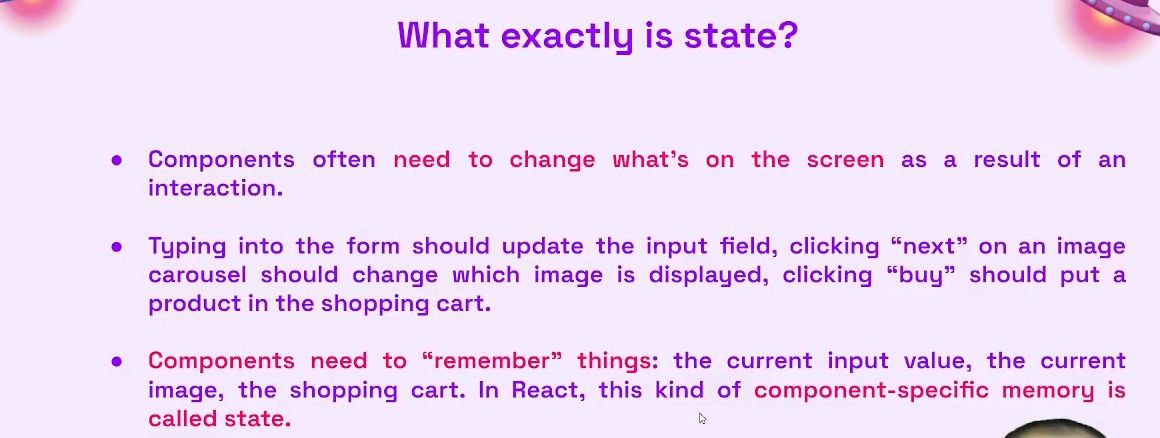 What exactly is state?
● Components often need to change what's on the screen as a result of an
interaction.
● Typing into the form should update the input field, clicking “next” on an image
carousel should change which image is displayed, clicking “buy” should put a
product in the shopping cart.
● Components need to “remember” things: the current input value, the current
image, the shopping cart. In React, this kind of component-specific memory is
called state.